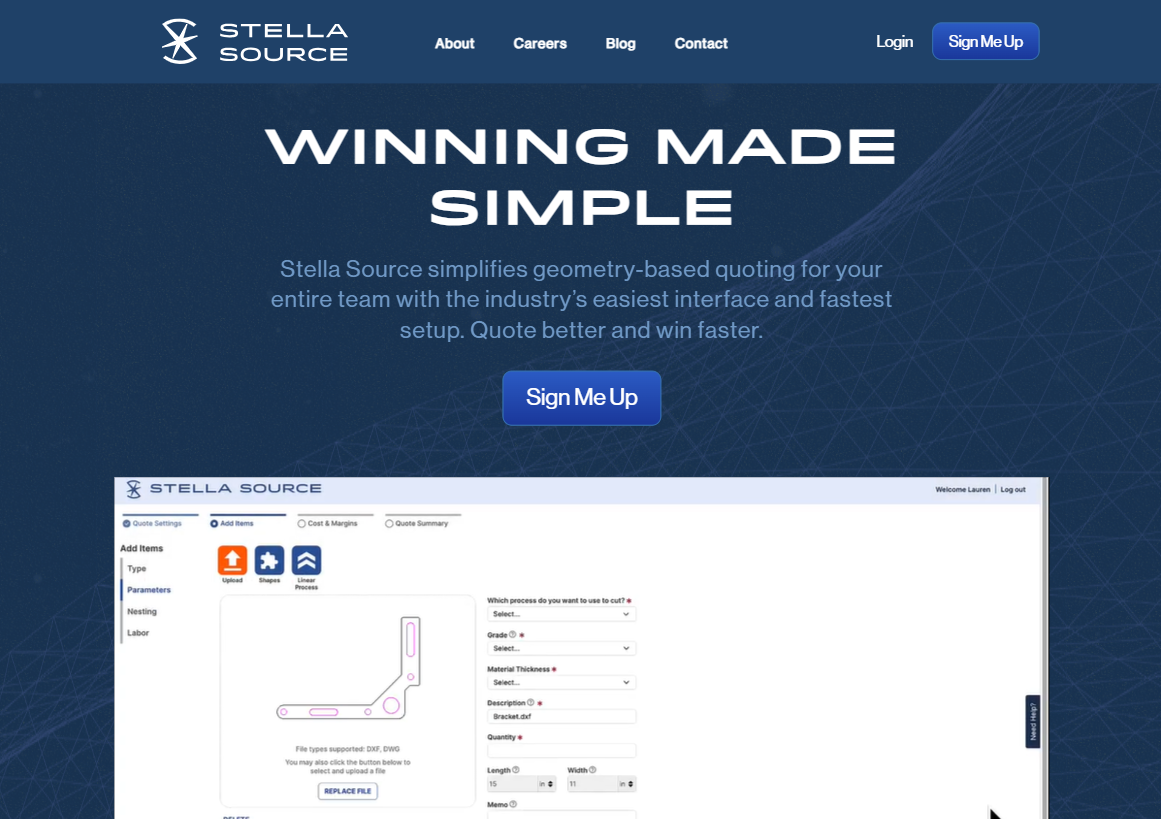 STELLA
SOURCE
About
Careers
Blog
Contact
Login
Sign Me Up
WINNING MADE
SIMPLE
Stella Source simplifies geometry-based quoting for your
entire team with the industry's easiest interface and fastest
setup. Quote better and win faster.
Sign Me Up
STELLA SOURCE
Welcome Lauren | Log out
Quote Settings
Add Items
Cost & Margins
Quote Summary
Add Items
Type
Parameters
Nesting
Labor
Upload
Shapes
Linear
Process
File types supported: DXF, DWG
You may also click the button below to
select and upload a file
REPLACE FILE
DELETE
Which process do you want to use to cut? *
Select...
Grade ? *
Select...
Material Thickness *
Select...
Description ? *
Bracket.dxf
Quantity *
Length ?
Width ?
15 in
11 in
Memo ?
Need Help?